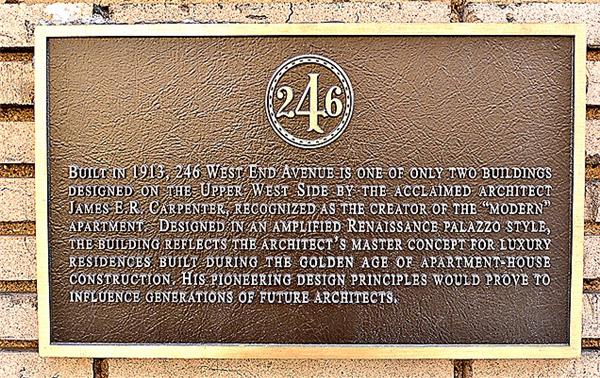 246
BUILT IN 1913, 246 WEST END AVENUE IS ONE OF ONLY TWO BUILDINGS
DESIGNED ON THE UPPER WEST SIDE BY THE ACCLAIMED ARCHITECT
JAMES E.R. CARPENTER, RECOGNIZED AS THE CREATOR OF THE “MODERN”
APARTMENT. DESIGNED IN AN AMPLIFIED RENAISSANCE PALAZZO STYLE,
THE BUILDING REFLECTS THE ARCHITECT’S MASTER CONCEPT FOR LUXURY
RESIDENCES BUILT DURING THE GOLDEN AGE OF APARTMENT-HOUSE
CONSTRUCTION. HIS PIONEERING DESIGN PRINCIPLES WOULD PROVE TO
INFLUENCE GENERATIONS OF FUTURE ARCHITECTS.